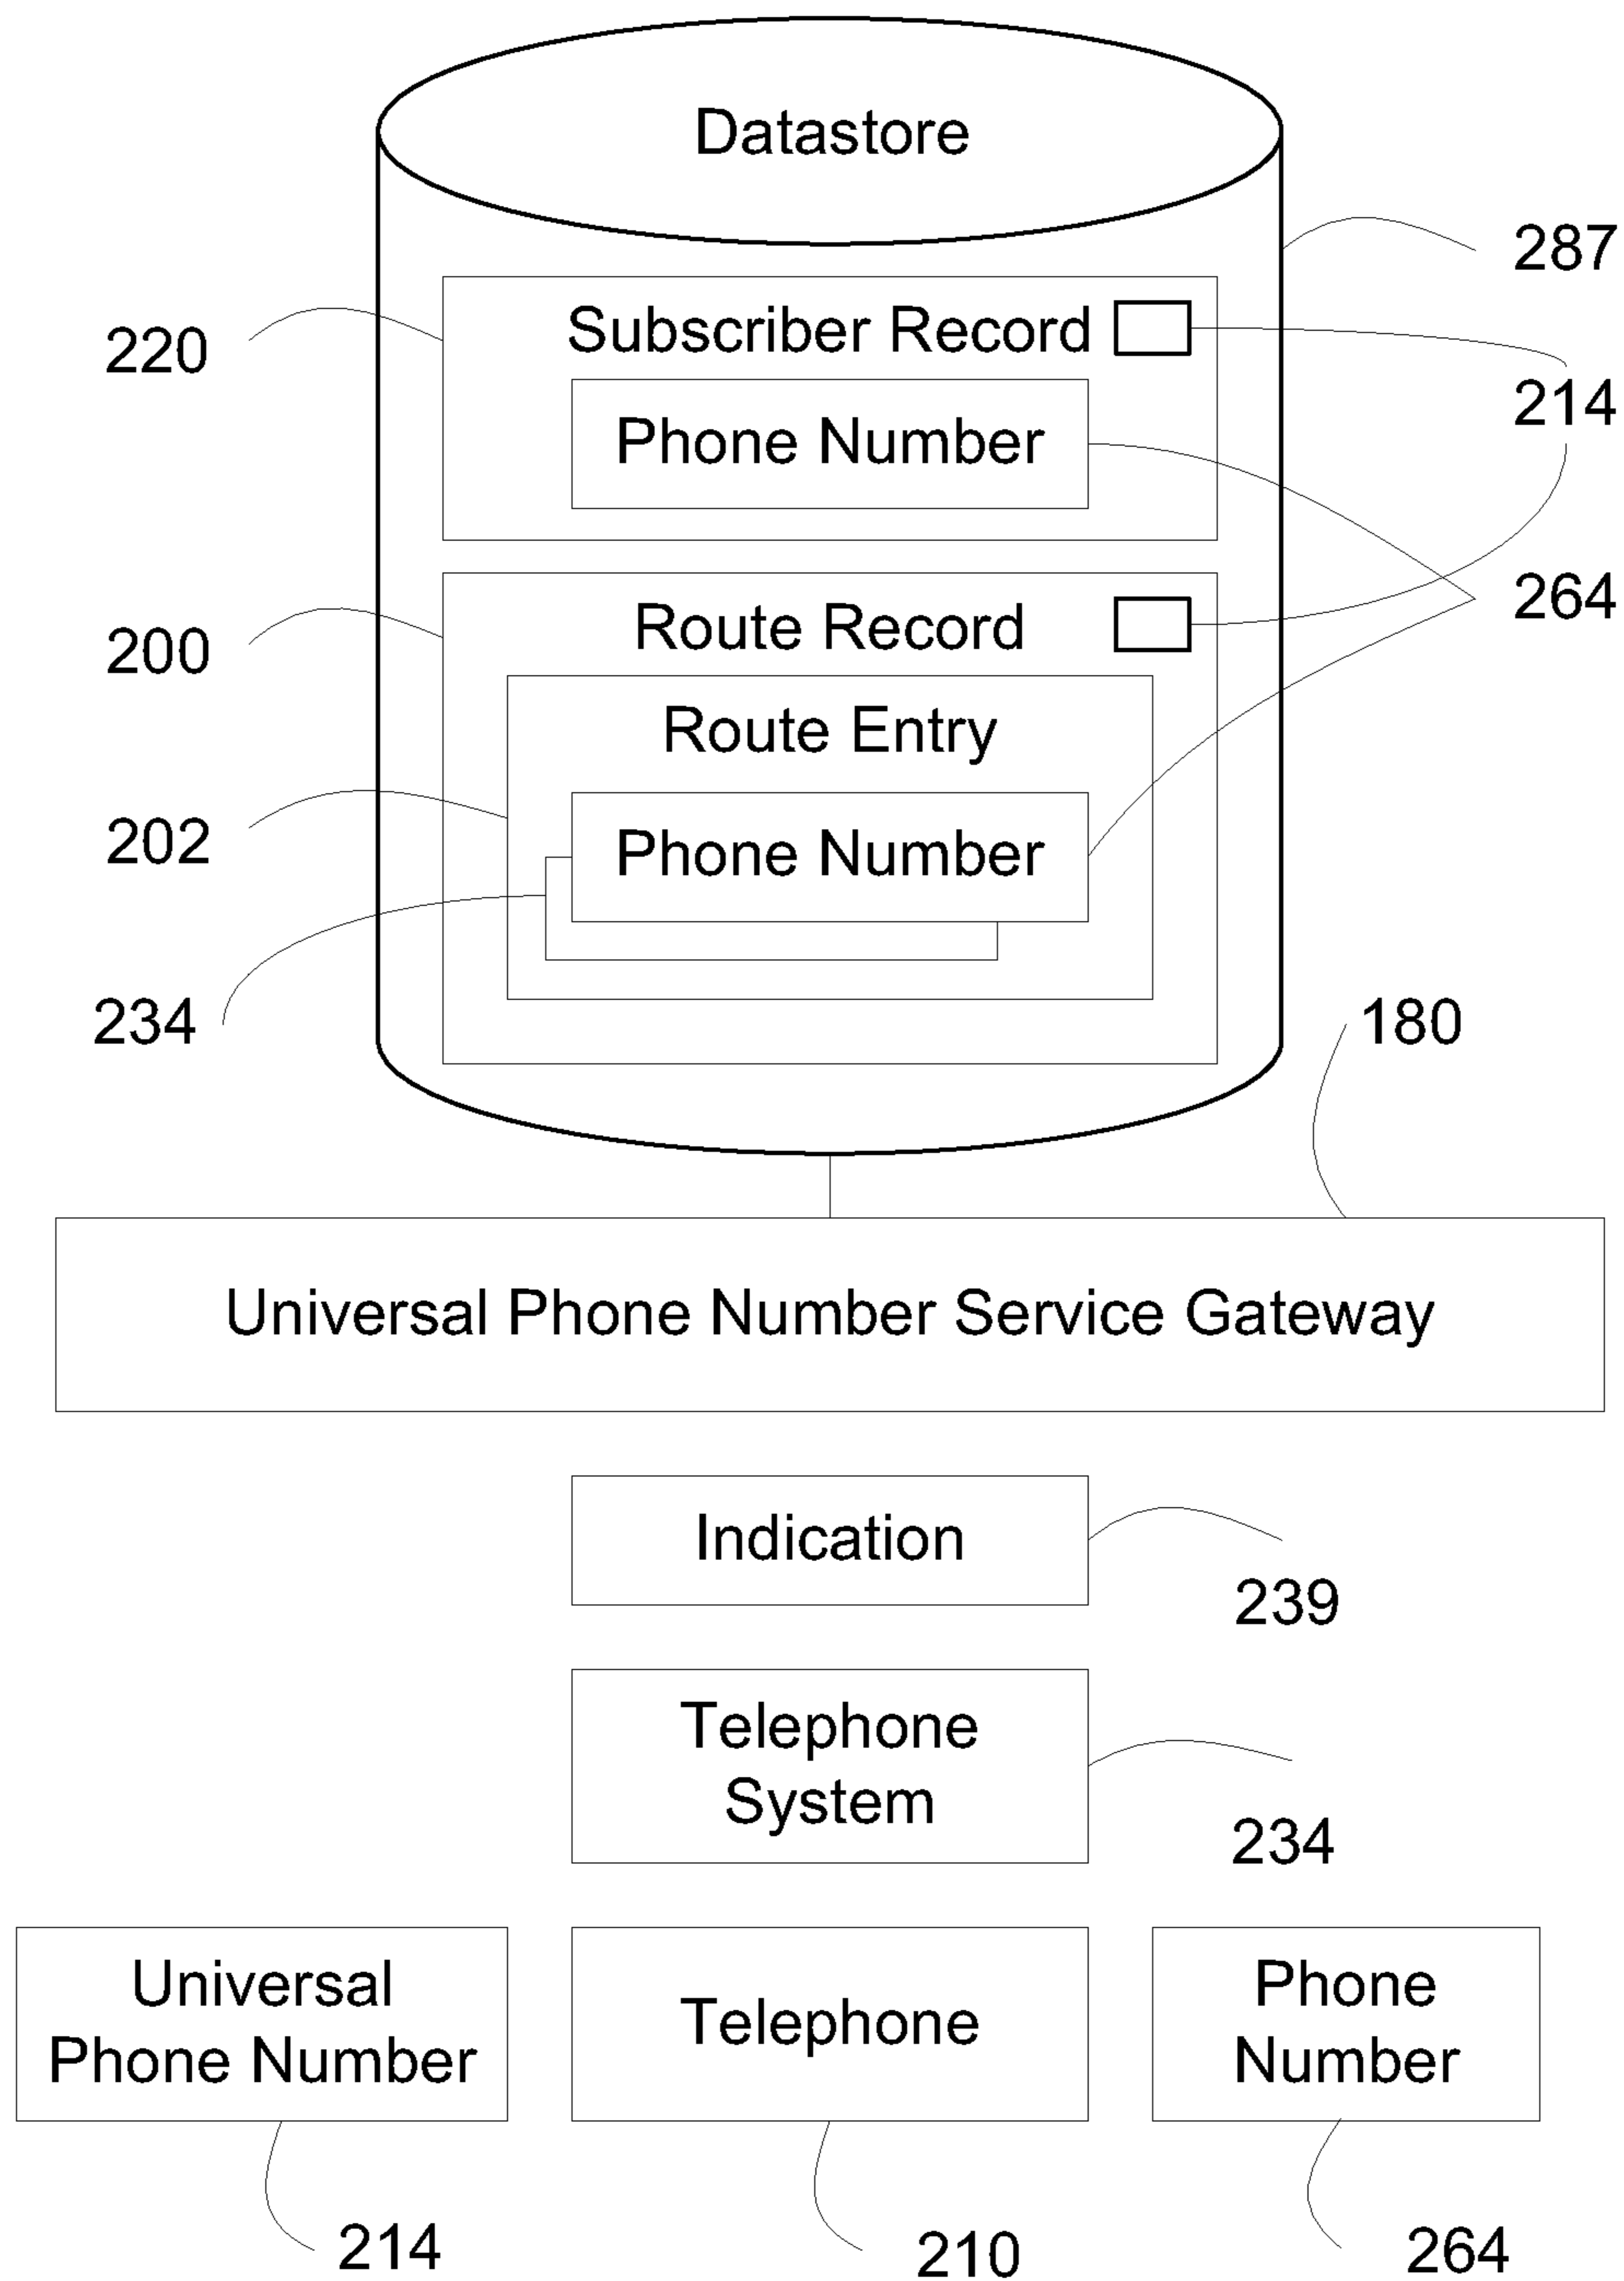 Datastore
287
Subscriber Record
220
214
Phone Number
264
Route Record
200
Route Entry
202
Phone Number
234
180
Universal Phone Number Service Gateway
Indication
239
Telephone
System
234
Universal
Phone Number
Telephone
Phone
Number
214
210
264